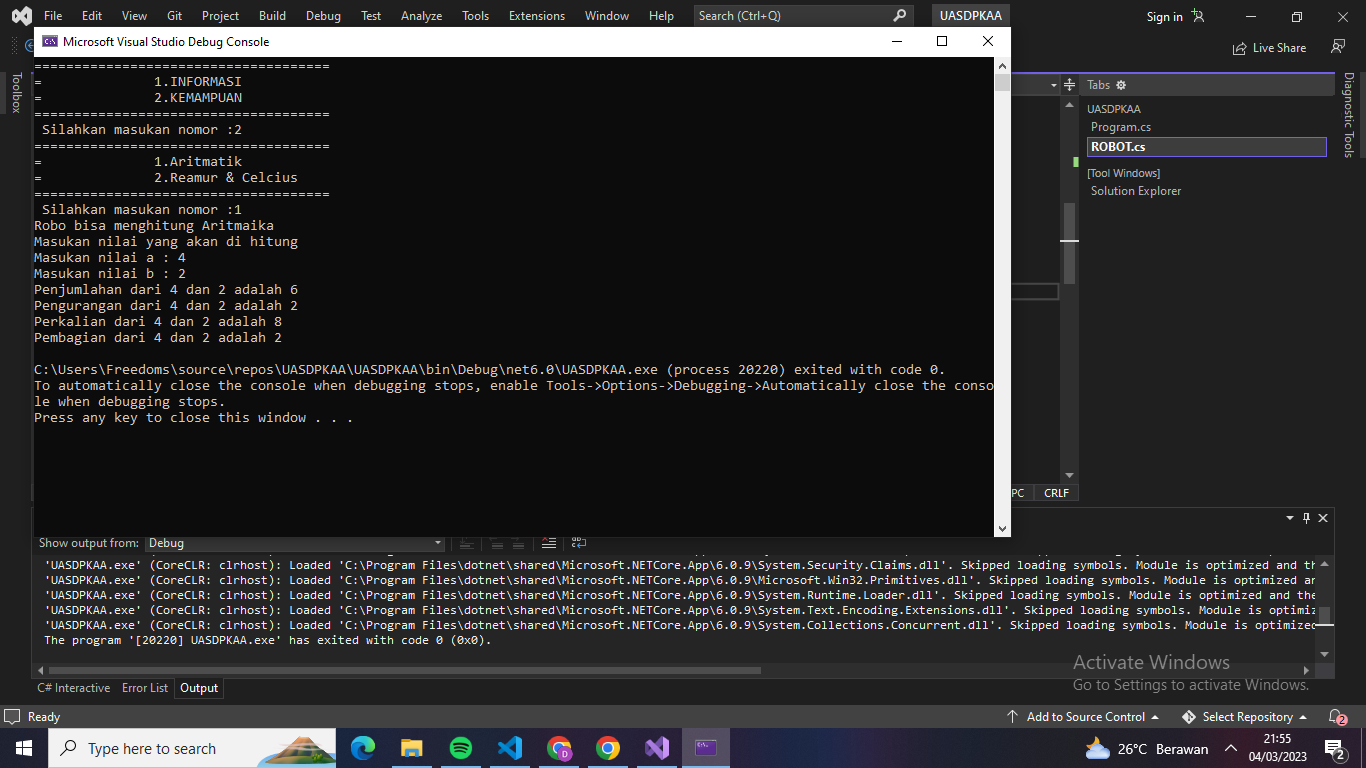 File Edit View Git Project Build Debug Test Analyze Tools Extensions Window Help Search (Ctrl+Q) UASDPKAA Sign in
Live Share
Microsoft Visual Studio Debug Console
Toolbox
=====================================
= 1.INFORMASI
= 2.KEMAMPUAN
=====================================
Silahkan masukan nomor :2
=====================================
= 1.Aritmatik
= 2.Reamur & Celcius
=====================================
Silahkan masukan nomor :1
Robo bisa menghitung Aritmaika
Masukan nilai yang akan di hitung
Masukan nilai a : 4
Masukan nilai b : 2
Penjumlahan dari 4 dan 2 adalah 6
Pengurangan dari 4 dan 2 adalah 2
Perkalian dari 4 dan 2 adalah 8
Pembagian dari 4 dan 2 adalah 2
C:\Users\Freedoms\source\repos\UASDPKAA\UASDPKAA\bin\Debug\net6.0\UASDPKAA.exe (process 20220) exited with code 0.
To automatically close the console when debugging stops, enable Tools->Options->Debugging->Automatically close the conso
le when debugging stops.
Press any key to close this window . . .
Tabs
UASDPKAA
Program.cs
ROBOT.cs
[Tool Windows]
Solution Explorer
Diagnostic Tools
PC CRLF
Show output from: Debug
'UASDPKAA.exe' (CoreCLR: clrhost): Loaded 'C:\Program Files\dotnet\shared\Microsoft.NETCore.App\6.0.9\System.Security.Claims.dll'. Skipped loading symbols. Module is optimized and th
'UASDPKAA.exe' (CoreCLR: clrhost): Loaded 'C:\Program Files\dotnet\shared\Microsoft.NETCore.App\6.0.9\Microsoft.Win32.Primitives.dll'. Skipped loading symbols. Module is optimized an
'UASDPKAA.exe' (CoreCLR: clrhost): Loaded 'C:\Program Files\dotnet\shared\Microsoft.NETCore.App\6.0.9\System.Runtime.Loader.dll'. Skipped loading symbols. Module is optimized and the
'UASDPKAA.exe' (CoreCLR: clrhost): Loaded 'C:\Program Files\dotnet\shared\Microsoft.NETCore.App\6.0.9\System.Text.Encoding.Extensions.dll'. Skipped loading symbols. Module is optimiz
'UASDPKAA.exe' (CoreCLR: clrhost): Loaded 'C:\Program Files\dotnet\shared\Microsoft.NETCore.App\6.0.9\System.Collections.Concurrent.dll'. Skipped loading symbols. Module is optimized
The program '[20220] UASDPKAA.exe' has exited with code 0 (0x0).
Activate Windows
Go to Settings to activate Windows.
C# Interactive Error List Output
Ready Add to Source Control Select Repository 2
Type here to search D 26°C Berawan 21:55
04/03/2023 2